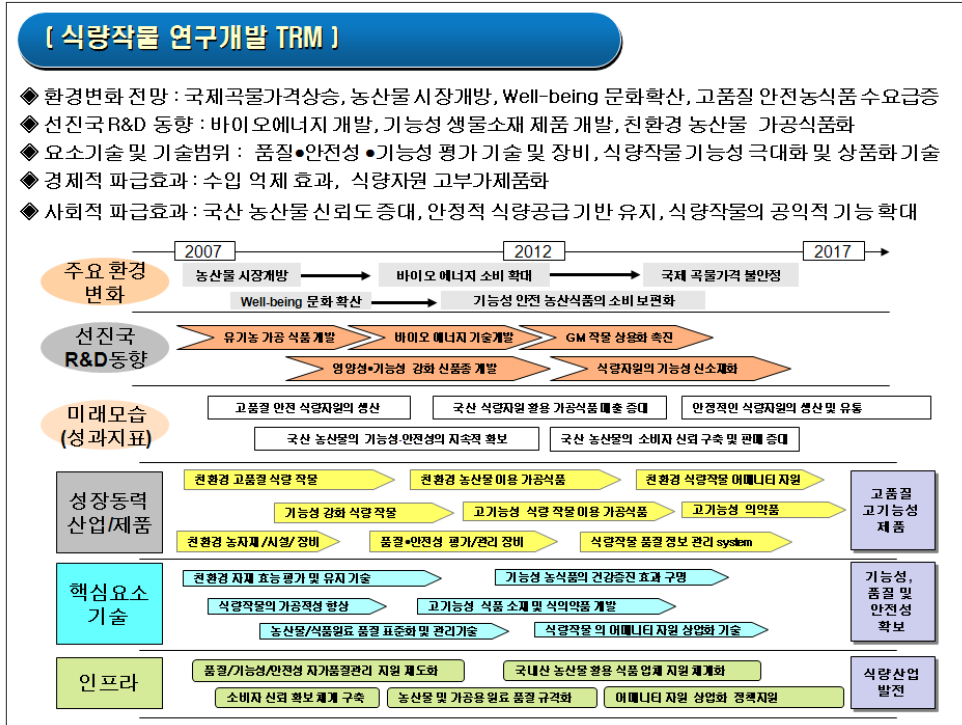 [ 식량작물 연구개발 TRM ]
◈ 환경변화 전망 : 국제곡물가격상승, 농산물 시장개방, Well-being 문화확산, 고품질 안전농식품 수요급증
◈ 선진국 R&D 동향 : 바이오에너지 개발, 기능성 생물소재 제품 개발, 친환경 농산물 가공식품화
◈ 요소기술 및 기술범위 : 품질●안전성 ●기능성 평가 기술 및 장비, 식량작물 기능성 극대화 및 상품화 기술
◈ 경제적 파급효과 : 수입 억제 효과, 식량자원 고부가제품화
◈ 사회적 파급효과 : 국산 농산물 신뢰도 증대, 안정적 식량공급 기반 유지, 식량작물의 공익적 기능 확대
2007 2012 2017
주요 환경
변화
농산물 시장개방 바이오 에너지 소비 확대 국제 곡물가격 불안정
Well-being 문화 확산 기능성 안전 농산식품의 소비 보편화
선진국
R&D동향
유기농 가공 식품 개발 바이오 에너지 기술개발 GM 작물 상용화 촉진
영양성●기능성 강화 신품종 개발 식량자원의 기능성 신소재화
미래모습
(성과지표)
고품질 안전 식량자원의 생산 국산 식량자원 활용 가공식품 매출 증대 안정적인 식량자원의 생산 및 유통
국산 농산물의 기능성·안전성의 지속적 확보 국산 농산물의 소비자 신뢰 구축 및 판매 증대
성장동력
산업/제품
친환경 고품질 식량 작물 친환경 농산물 이용 가공식품 친환경 식량작물 어메니티 자원
기능성 강화 식량 작물 고기능성 식량 작물 이용 가공식품 고기능성 의약품
친환경 농자재 /시설/ 장비 품질●안전성 평가/관리 장비 식량작물 품질 정보 관리 system
고품질
고기능성
제품
핵심요소
기술
친환경 자재 효능 평가 및 유지 기술 기능성 농식품의 건강증진 효과 구명
식량작물의 가공적성 향상 고기능성 식품 소재 및 식의약품 개발
농산물/식품원료 품질 표준화 및 관리기술 식량작물 의 어메니티 자원 상업화 기술
기능성,
품질 및
안전성
확보
인프라
품질/기능성/안전성 자가품질관리 지원 제도화 국내산 농산물 활용 식품 업체 지원 체계화
소비자 신뢰 확보 체계 구축 농산물 및 가공용 원료 품질 규격화 어메니티 자원 상업화 정책지원
식량산업
발전